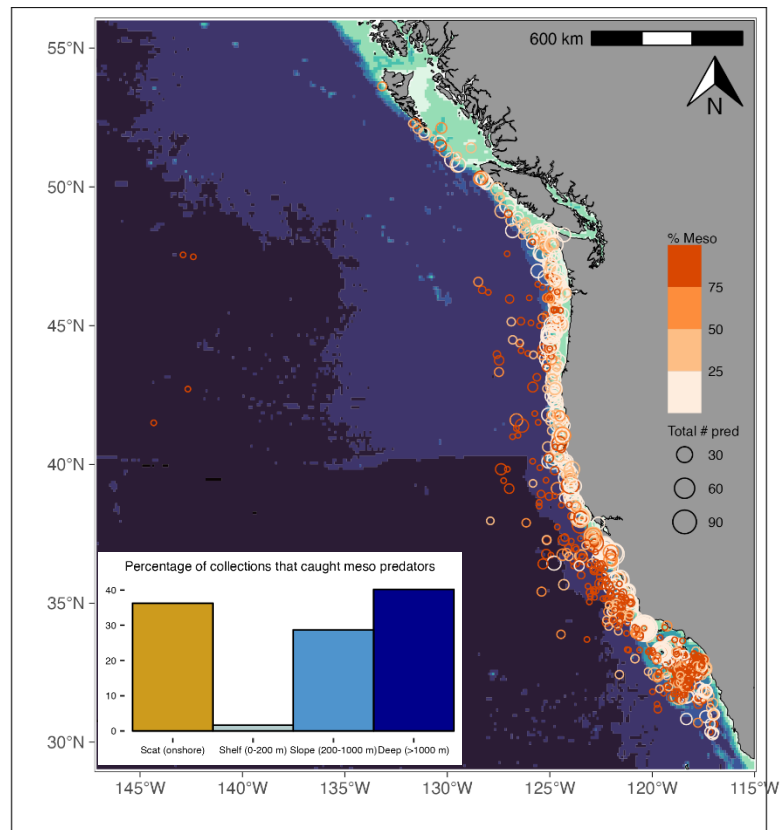 55°N
50°N
45°N
40°N
35°N
30°N
600 km
N
% Meso
75
50
25
Total # pred
30
60
90
Percentage of collections that caught meso predators
40
30
20
10
0
Scat (onshore) Shelf (0-200 m) Slope (200-1000 m) Deep (>1000 m)
145°W 140°W 135°W 130°W 125°W 120°W 115°W